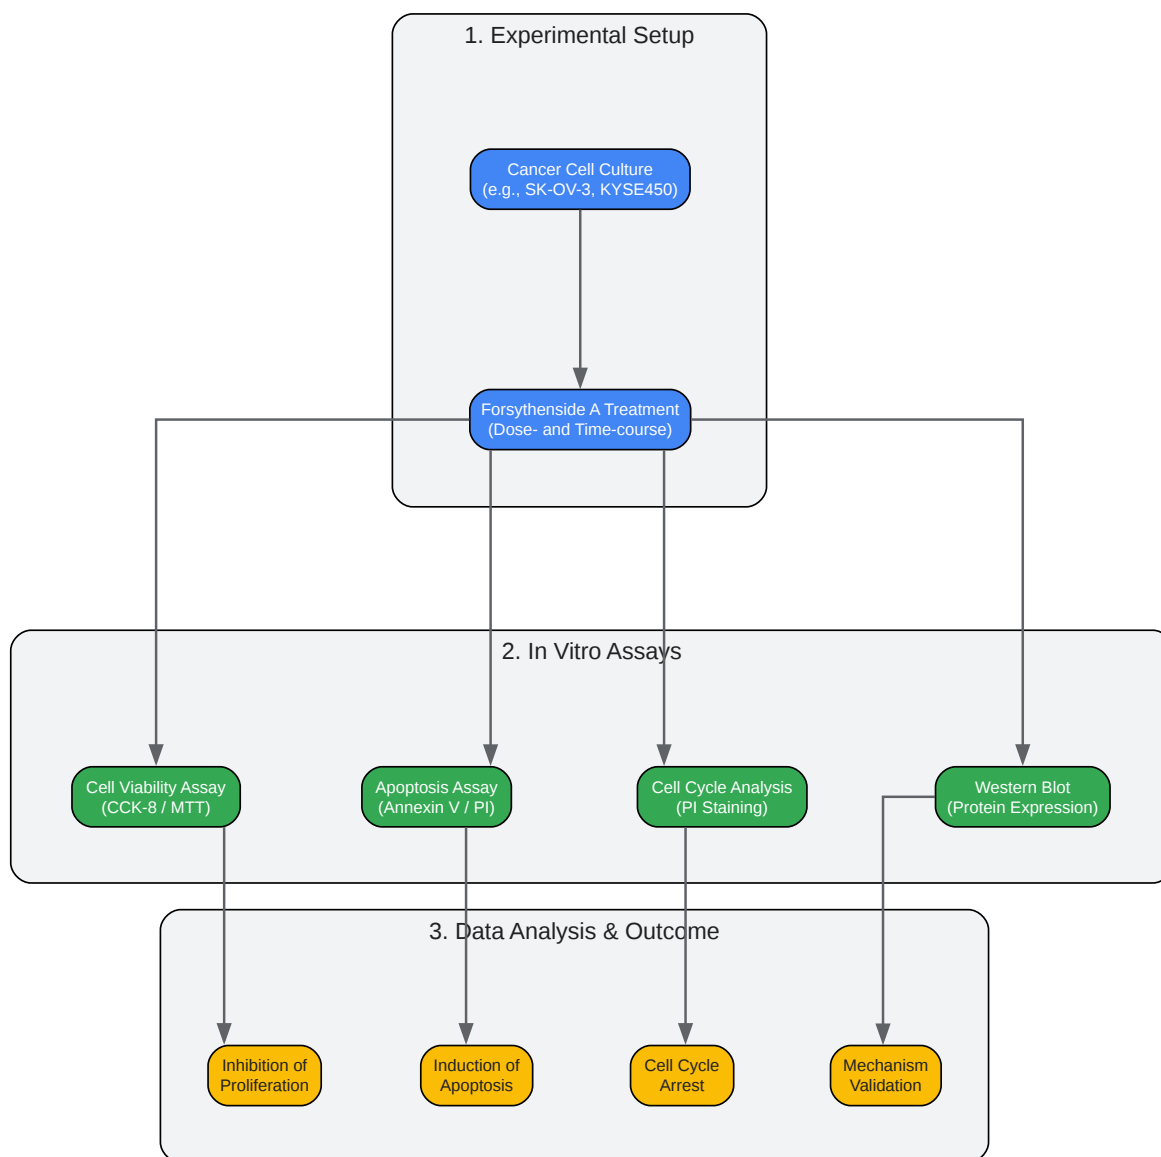 1. Experimental Setup
Cancer Cell Culture
(e.g., SK-OV-3, KYSE450)
Forsythenside A Treatment
(Dose- and Time-course)
2. In Vitro Assays
Cell Viability Assay
(CCK-8 / MTT)
Apoptosis Assay
(Annexin V / PI)
Cell Cycle Analysis
(PI Staining)
Western Blot
(Protein Expression)
3. Data Analysis & Outcome
Inhibition of
Proliferation
Induction of
Apoptosis
Cell Cycle
Arrest
Mechanism
Validation